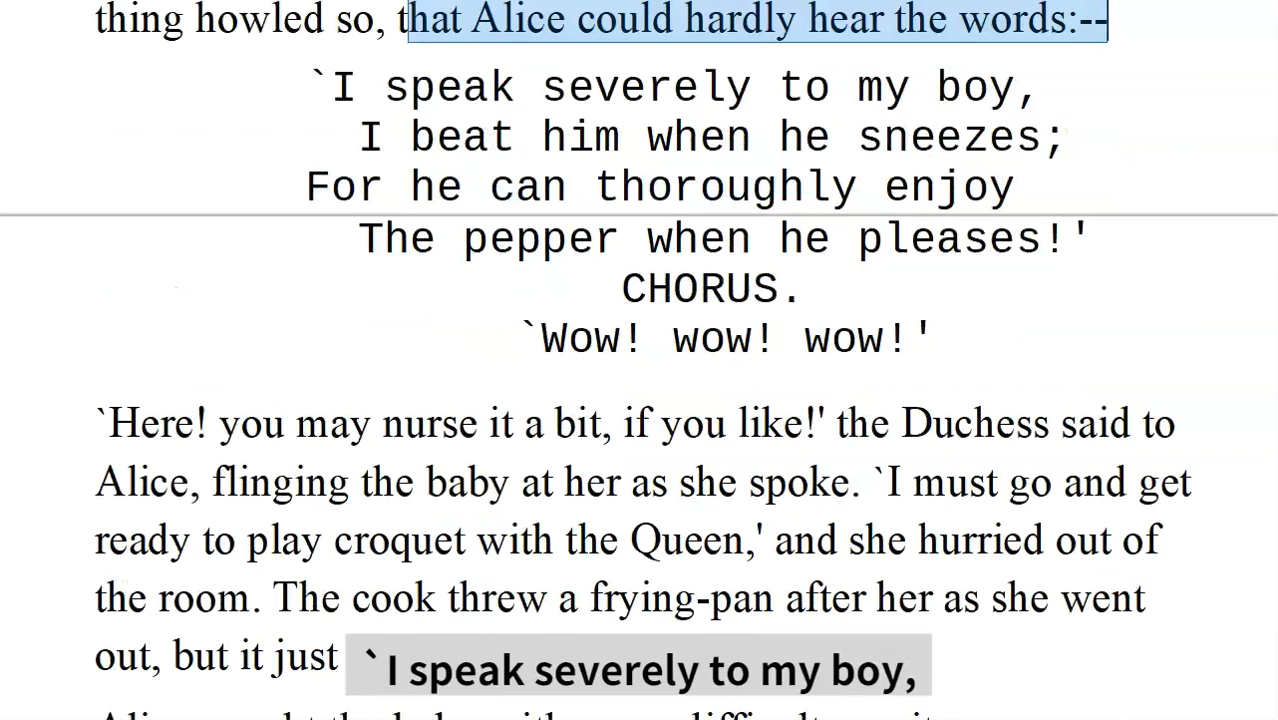 thing howled so, that Alice could hardly hear the words:--
`I speak severely to my boy,
I beat him when he sneezes;
For he can thoroughly enjoy
The pepper when he pleases!'
CHORUS.
`Wow! wow! wow!'
`Here! you may nurse it a bit, if you like!' the Duchess said to
Alice, flinging the baby at her as she spoke. `I must go and get
ready to play croquet with the Queen,' and she hurried out of
the room. The cook threw a frying-pan after her as she went
out, but it just
`I speak severely to my boy,